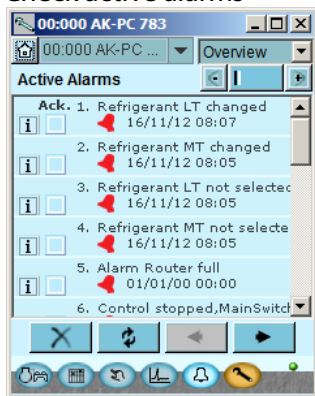 Check active alarms
00:000 AK-PC 783
00:000 AK-PC ... Overview
Active Alarms
Ack. 1. Refrigerant LT changed
16/11/12 08:07
2. Refrigerant MT changed
16/11/12 08:05
3. Refrigerant LT not selectec
16/11/12 08:05
4. Refrigerant MT not selecte
16/11/12 08:05
5. Alarm Router full
01/01/00 00:00
6. Control stopped,MainSwitch